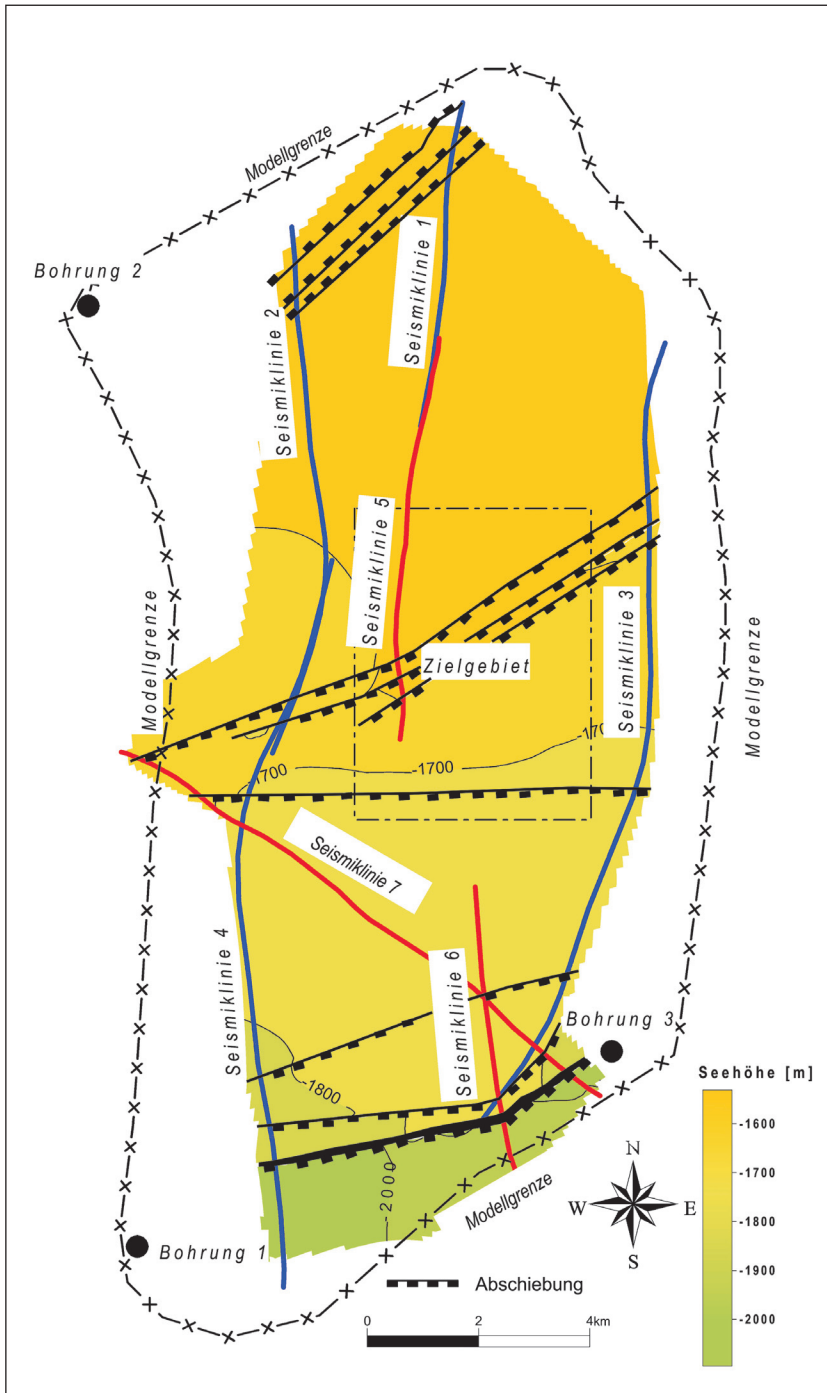 Modellgrenze
Bohrung 2
Seismiklinie 1
Seismiklinie 2
Seismiklinie 5
Seismiklinie 3
Zielgebiet
Modellgrenze
Modellgrenze
-1700
-1700
Seismiklinie 7
Seismiklinie 4
Seismiklinie 6
Bohrung 3
-1800
-2000
Modellgrenze
Bohrung 1
Abschiebung
0 2 4km
Seehöhe [m]
-1600
-1700
-1800
-1900
-2000
N
W E
S